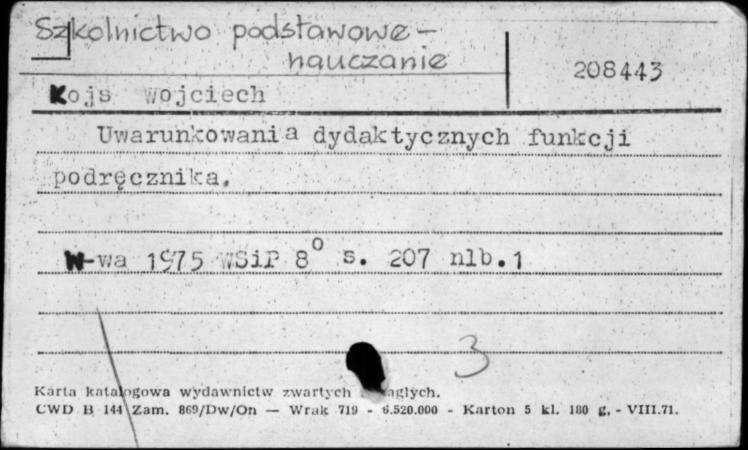 Szkolnictwo podstawowe –
nauczanie
208443
Kojs Wojciech
Uwarunkowania dydaktycznych funkcji
podręcznika.
W-wa 1975 WSiP 8° s. 207 nlb.1
3
Karta katalogowa wydawnictw zwartych ciągłych.
CWD B 144 Zam. 869/Dw/On — Wrak 719 - 6.520.000 - Karton 5 kl. 180 g. - VIII.71.